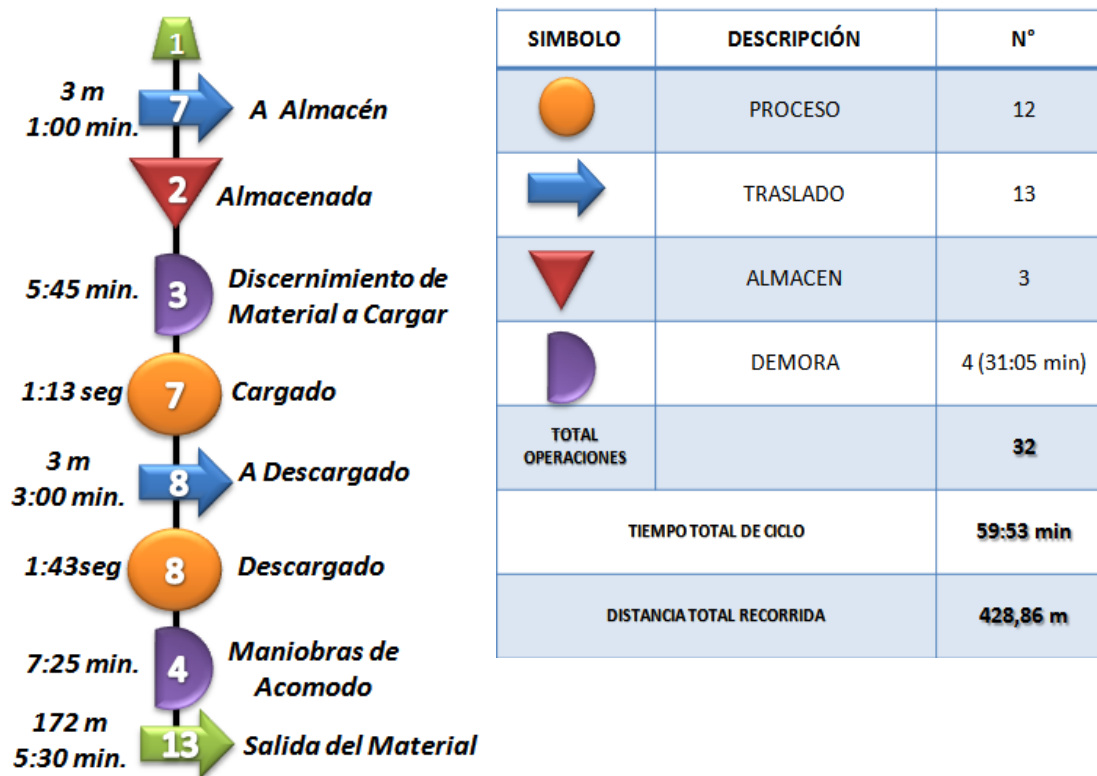 1
3 m
1:00 min.
7
A Almacén
2
Almacenada
5:45 min.
3
Discernimiento de
Material a Cargar
1:13 seg
7
Cargado
3 m
3:00 min.
8
A Descargado
1:43seg
8
Descargado
7:25 min.
4
Maniobras de
Acomodo
172 m
5:30 min.
13
Salida del Material
SIMBOLO DESCRIPCIÓN N°
PROCESO 12
TRASLADO 13
ALMACEN 3
DEMORA 4 (31:05 min)
TOTAL
OPERACIONES
32
TIEMPO TOTAL DE CICLO 59:53 min
DISTANCIA TOTAL RECORRIDA 428,86 m